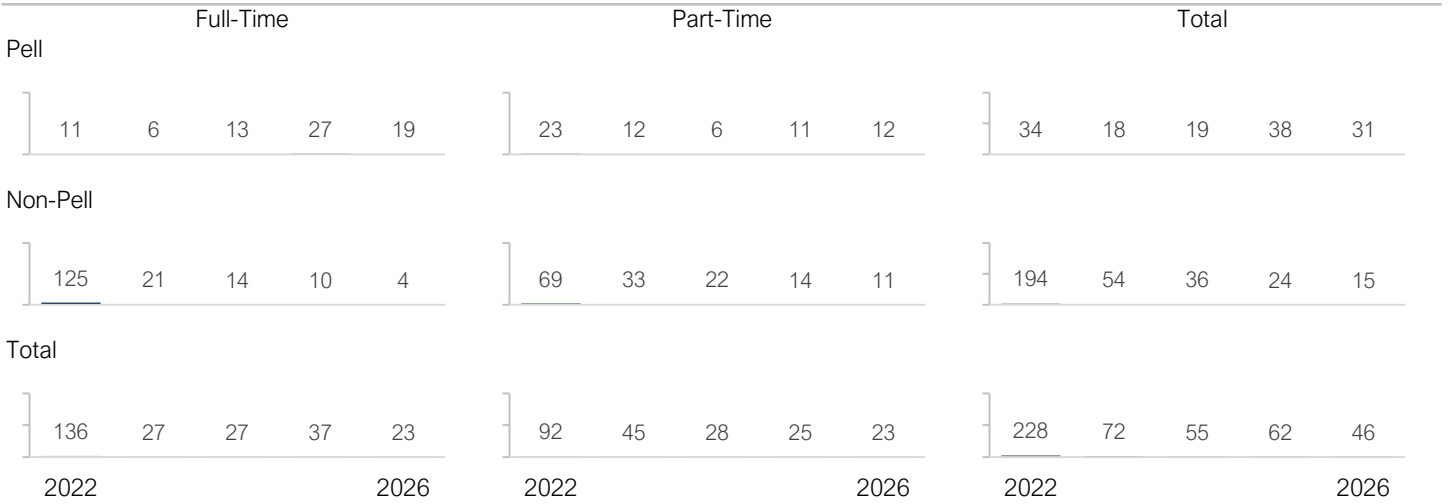 Full-Time Part-Time Total
Pell
11 6 13 27 19 23 12 6 11 12 34 18 19 38 31
Non-Pell
125 21 14 10 4 69 33 22 14 11 194 54 36 24 15
Total
136 27 27 37 23 92 45 28 25 23 228 72 55 62 46
2022 2026 2022 2026 2022 2026